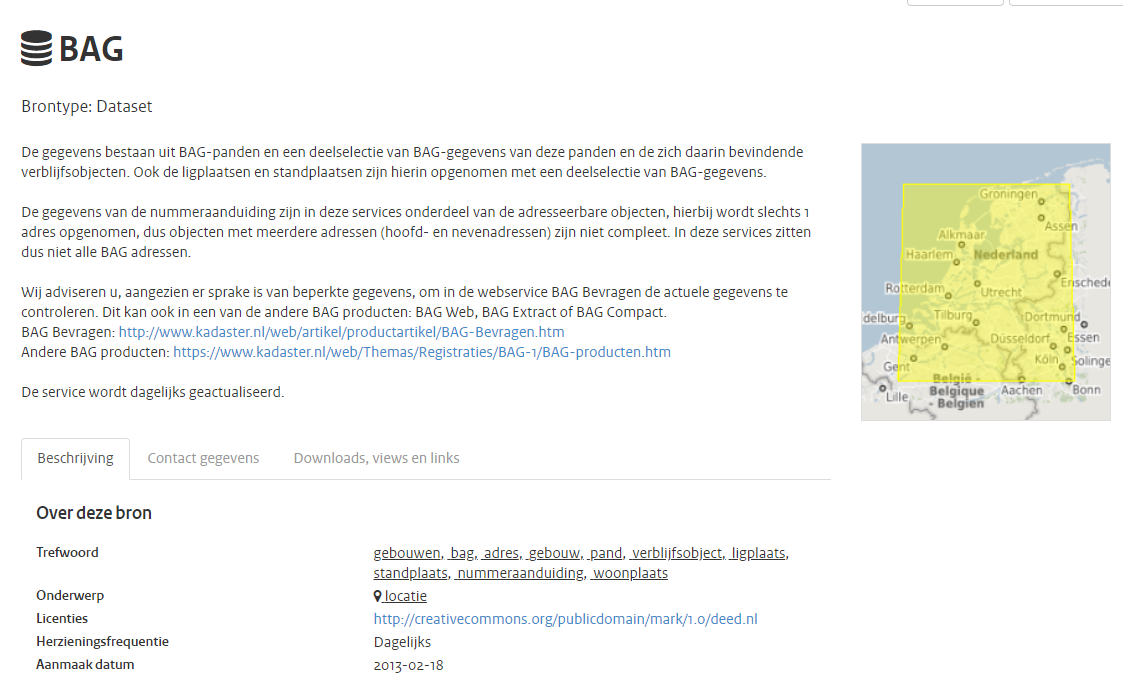 BAG
Brontype: Dataset
De gegevens bestaan uit BAG-panden en een deelselectie van BAG-gegevens van deze panden en de zich daarin bevindende
verblijfsobjecten. Ook de ligplaatsen en standplaatsen zijn hierin opgenomen met een deelselectie van BAG-gegevens.
De gegevens van de nummeraanduiding zijn in deze services onderdeel van de adresseerbare objecten, hierbij wordt slechts 1
adres opgenomen, dus objecten met meerdere adressen (hoofd- en nevenadressen) zijn niet compleet. In deze services zitten
dus niet alle BAG adressen.
Wij adviseren u, aangezien er sprake is van beperkte gegevens, om in de webservice BAG Bevragen de actuele gegevens te
controleren. Dit kan ook in een van de andere BAG producten: BAG Web, BAG Extract of BAG Compact.
BAG Bevragen: http://www.kadaster.nl/web/artikel/productartikel/BAG-Bevragen.htm
Andere BAG producten: https://www.kadaster.nl/web/Themas/Registraties/BAG-1/BAG-producten.htm
De service wordt dagelijks geactualiseerd.
Groningen
Assen
Alkmaar
Haarlem
Nederland
Enschede
Rotterdam
Utrecht
delburg
Tilburg
Dortmund
Antwerpen
Düsseldorf
Essen
Gent
Köln
Solinge
België -
Lille
Belgique
Aachen
Bonn
- Belgien
Beschrijving
Contact gegevens
Downloads, views en links
Over deze bron
Trefwoord
gebouwen, bag, adres, gebouw, pand, verblijfsobject, ligplaats,
standplaats, nummeraanduiding, woonplaats
Onderwerp
locatie
Licenties
http://creativecommons.org/publicdomain/mark/1.0/deed.nl
Herzieningsfrequentie
Dagelijks
Aanmaak datum
2013-02-18